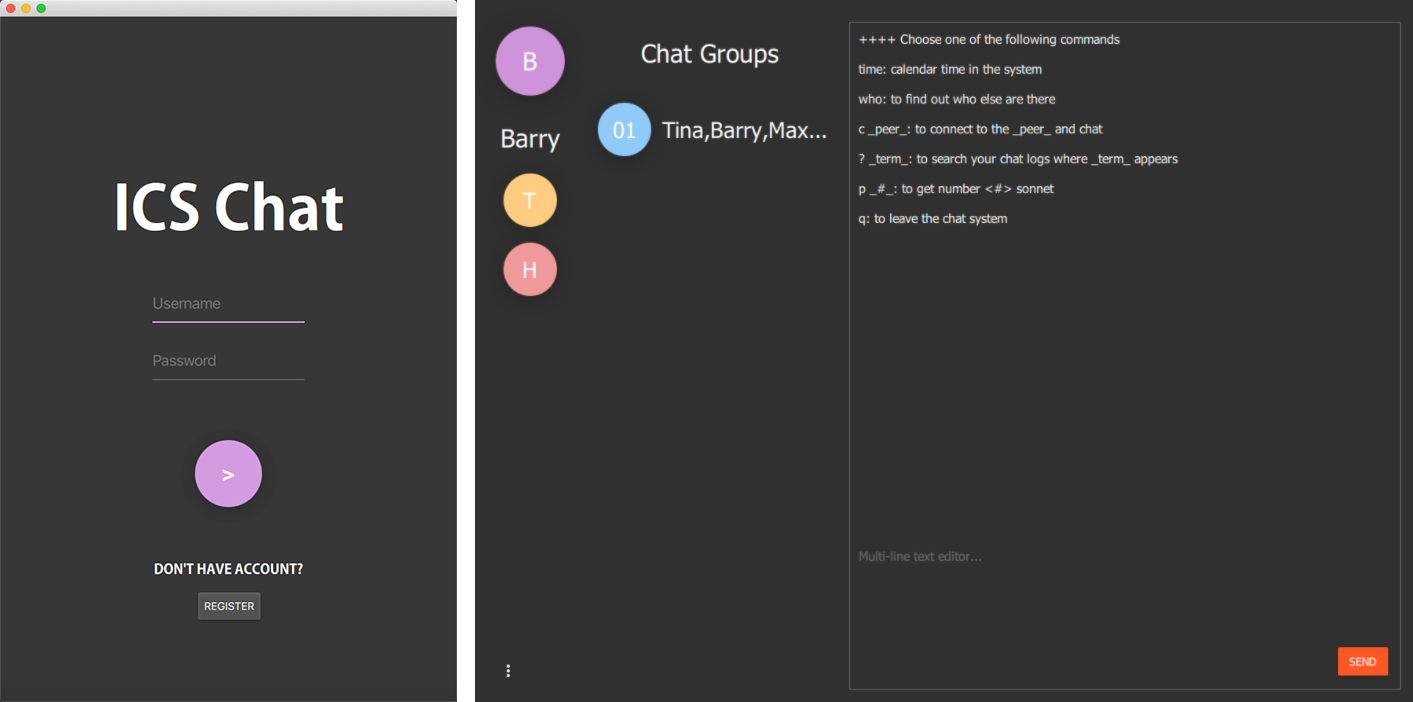 ICS Chat
Username
Password
>
DON'T HAVE ACCOUNT?
REGISTER
B
Barry
T
H
Chat Groups
01 Tina,Barry,Max...
++++ Choose one of the following commands
time: calendar time in the system
who: to find out who else are there
c _peer_: to connect to the _peer_ and chat
? _term_: to search your chat logs where _term_ appears
p _#_: to get number <#> sonnet
q: to leave the chat system
Multi-line text editor...
SEND